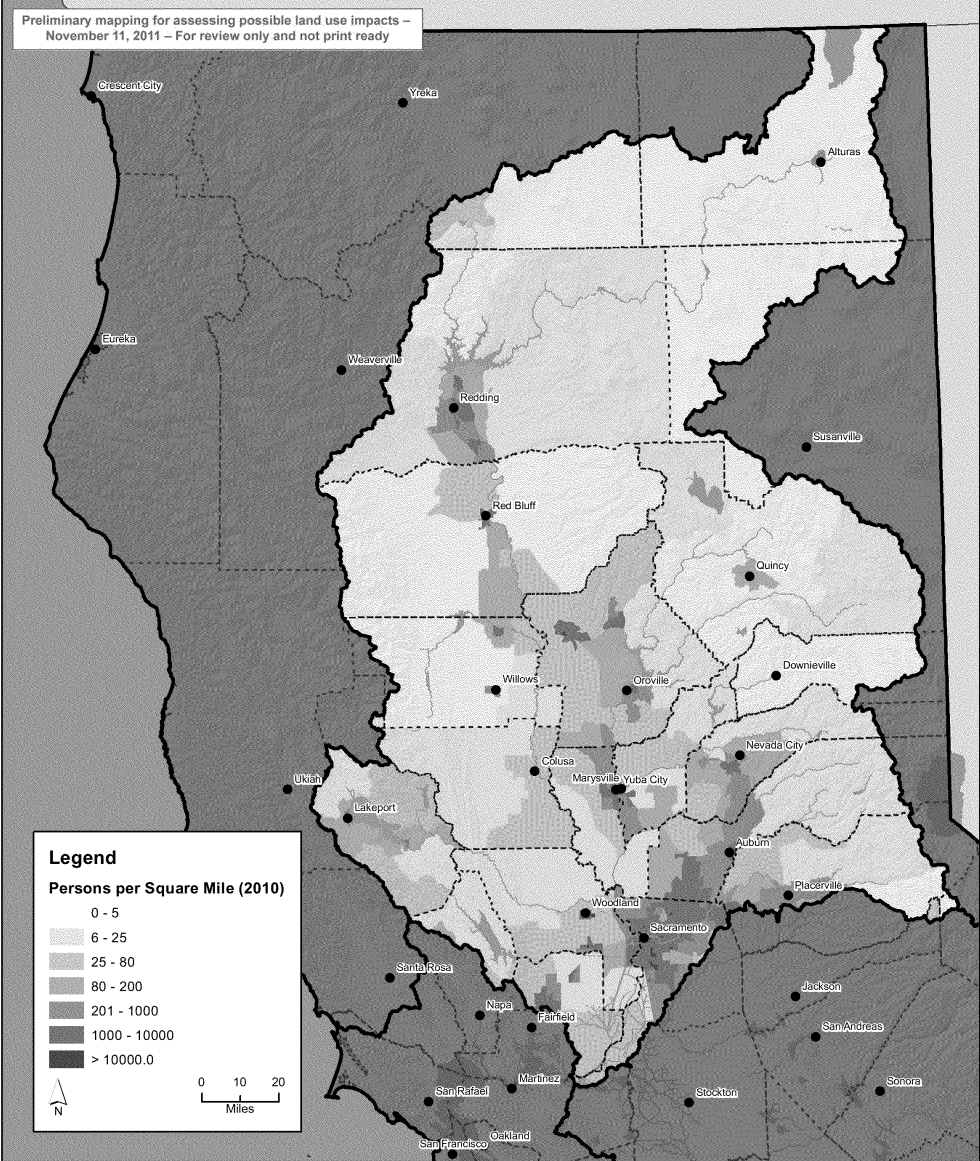 Preliminary mapping for assessing possible land use impacts –
November 11, 2011 – For review only and not print ready
Crescent City
Yreka
Alturas
Eureka
Weaverville
Redding
Susanville
Red Bluff
Quincy
Downieville
Willows
Oroville
Nevada City
Colusa
Marysville
Yuba City
Ukiah
Lakeport
Auburn
Placerville
Woodland
Sacramento
Santa Rosa
Jackson
Napa
Fairfield
San Andreas
Martinez
San Rafael
Stockton
Sonora
Oakland
San Francisco
Legend
Persons per Square Mile (2010)
0 - 5
6 - 25
25 - 80
80 - 200
201 - 1000
1000 - 10000
> 10000.0
N
0 10 20
Miles